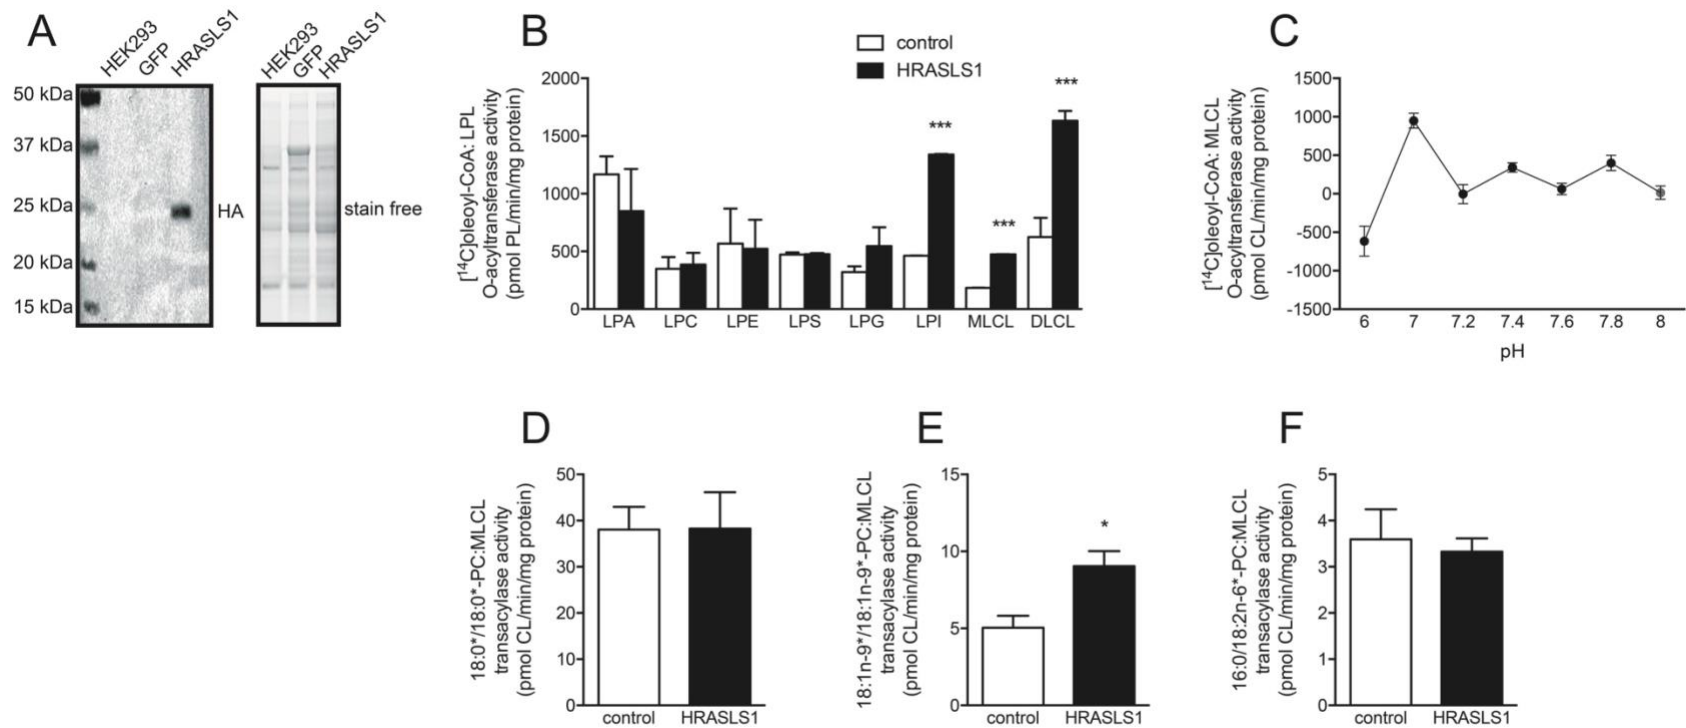 A
HEK293
GFP
HRASLS1
HEK293
GFP
HRASLS1
50 kDa
37 kDa
25 kDa
20 kDa
15 kDa
HA
stain free
B
control
HRASLS1
[¹⁴C]oleoyl-CoA: LPL
O-acyltransferase activity
(pmol PL/min/mg protein)
2000
1500
1000
500
0
***
***
***
LPA LPC LPE LPS LPG LPI MLCL DLCL
C
[¹⁴C]oleoyl-CoA: MLCL
O-acyltransferase activity
(pmol CL/min/mg protein)
1500
1000
500
0
-500
-1000
-1500
6 7 7.2 7.4 7.6 7.8 8
pH
D
18:0*/18:0*-PC:MLCL
transacylase activity
(pmol CL/min/mg protein)
50
40
30
20
10
0
control HRASLS1
E
18:1n-9*/18:1n-9*-PC:MLCL
transacylase activity
(pmol CL/min/mg protein)
15
10
5
0
*
control HRASLS1
F
16:0/18:2n-6*-PC:MLCL
transacylase activity
(pmol CL/min/mg protein)
5
4
3
2
1
0
control HRASLS1